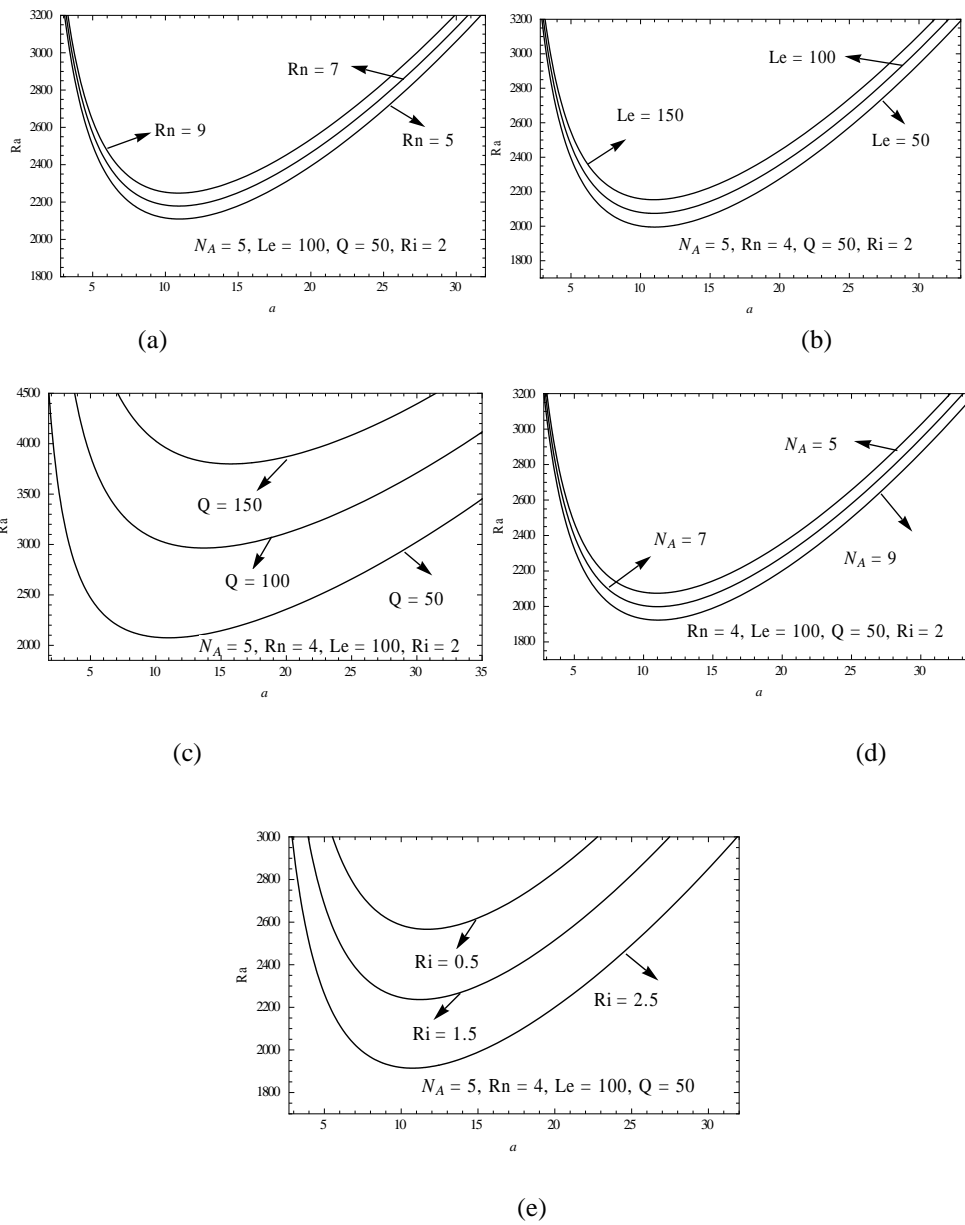 3200
3000
2800
2600
2400
2200
2000
1800
Ra
Rn = 7
Rn = 9
Rn = 5
N_A = 5, Le = 100, Q = 50, Ri = 2
5 10 15 20 25 30
a
(a)
3200
3000
2800
2600
2400
2200
2000
1800
Ra
Le = 100
Le = 150
Le = 50
N_A = 5, Rn = 4, Q = 50, Ri = 2
5 10 15 20 25 30
a
(b)
4500
4000
3500
3000
2500
2000
Ra
Q = 150
Q = 100
Q = 50
N_A = 5, Rn = 4, Le = 100, Ri = 2
5 10 15 20 25 30 35
a
(c)
3200
3000
2800
2600
2400
2200
2000
1800
Ra
N_A = 5
N_A = 7
N_A = 9
Rn = 4, Le = 100, Q = 50, Ri = 2
5 10 15 20 25 30
a
(d)
3000
2800
2600
2400
2200
2000
1800
Ra
Ri = 0.5
Ri = 2.5
Ri = 1.5
N_A = 5, Rn = 4, Le = 100, Q = 50
5 10 15 20 25 30
a
(e)